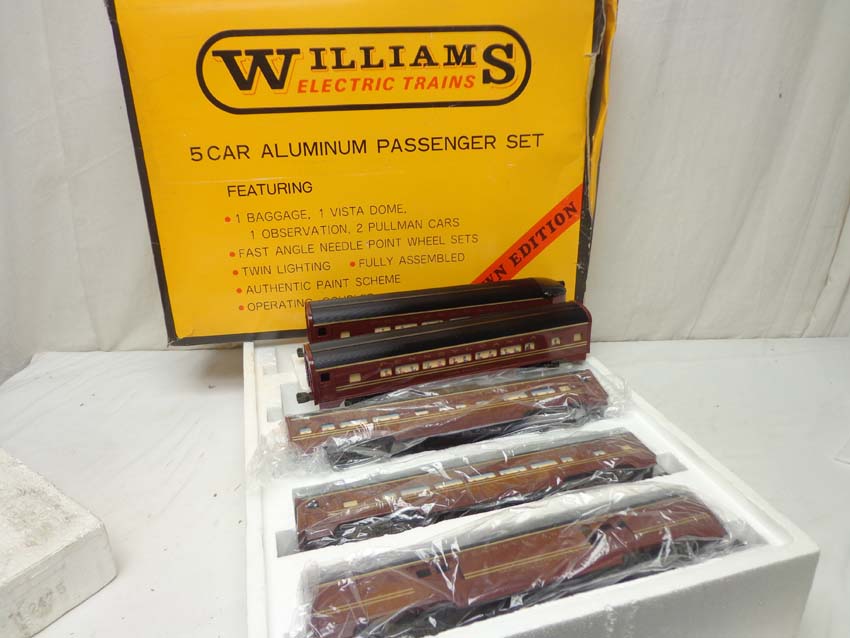 WILLIAMS
ELECTRIC TRAINS
5 CAR ALUMINUM PASSENGER SET
FEATURING
• 1 BAGGAGE, 1 VISTA DOME,
1 OBSERVATION, 2 PULLMAN CARS
• FAST ANGLE NEEDLE POINT WHEEL SETS
• TWIN LIGHTING • FULLY ASSEMBLED
• AUTHENTIC PAINT SCHEME
• OPERATING
EDITION